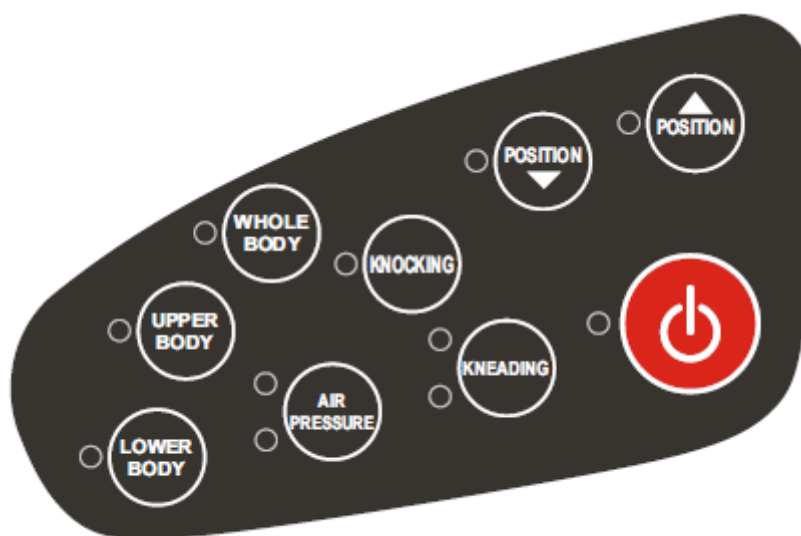 POSITION
POSITION
WHOLE
BODY
KNOCKING
UPPER
BODY
KNEADING
AIR
PRESSURE
LOWER
BODY